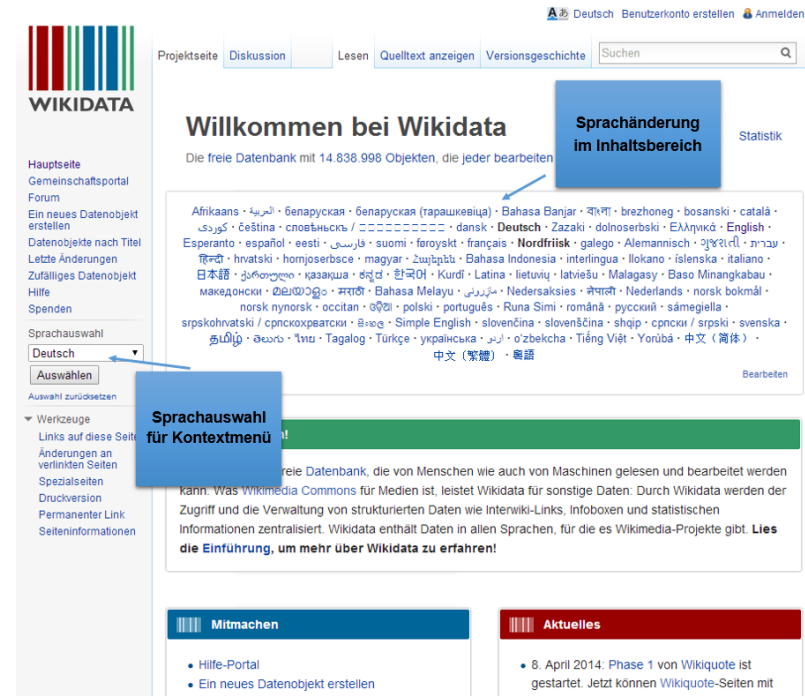 Deutsch Benutzerkonto erstellen Anmelden
Projektseite Diskussion Lesen Quelltext anzeigen Versionsgeschichte Suchen
WIKIDATA
Hauptseite
Gemeinschaftsportal
Forum
Ein neues Datenobjekt
erstellen
Datenobjekte nach Titel
Letzte Änderungen
Zufälliges Datenobjekt
Hilfe
Spenden
Sprachauswahl
Deutsch
Auswählen
Auswahl zurücksetzen
Werkzeuge
Links auf diese Seite
Änderungen an
verlinkten Seiten
Spezialseiten
Druckversion
Permanenter Link
Seiteninformationen
Willkommen bei Wikidata
Die freie Datenbank mit 14.838.998 Objekten, die jeder bearbeiten
Statistik
Sprachänderung
im Inhaltsbereich
Afrikaans · العربية · беларуская · беларуская (тарашкевіца) · Bahasa Banjar · বাংলা · brezhoneg · bosanski · català ·
کوردی · čeština · словѣньскъ / · dansk · Deutsch · Zazaki · dolnoserbski · Ελληνικά · English ·
Esperanto · español · eesti · فارسی · suomi · føroyskt · français · Nordfriisk · galego · Alemannisch · ગુજરાતી · עברית ·
हिन्दी · hrvatski · hornjoserbsce · magyar · Հայերեն · Bahasa Indonesia · interlingua · Ilokano · íslenska · italiano ·
日本語 · ქართული · қазақша · ಕನ್ನಡ · 한국어 · Kurdî · Latina · lietuvių · latviešu · Malagasy · Baso Minangkabau ·
македонски · മലയാളം · मराठी · Bahasa Melayu · مازِرونی · Nedersaksies · नेपाली · Nederlands · norsk bokmål ·
norsk nynorsk · occitan · ଓଡ଼ିଆ · polski · português · Runa Simi · română · русский · sámegiella ·
srpskohrvatski / српскохрватски · සිංහල · Simple English · slovenčina · slovenščina · shqip · српски / srpski · svenska ·
தமிழ் · తెలుగు · ไทย · Tagalog · Türkçe · українська · اردو · o'zbekcha · Tiếng Việt · Yorùbá · 中文（简体） ·
中文（繁體） · 粵語
Bearbeiten
Sprachauswahl
für Kontextmenü
reie Datenbank, die von Menschen wie auch von Maschinen gelesen und bearbeitet werden
kann. Was Wikimedia Commons für Medien ist, leistet Wikidata für sonstige Daten: Durch Wikidata werden der
Zugriff und die Verwaltung von strukturierten Daten wie Interwiki-Links, Infoboxen und statistischen
Informationen zentralisiert. Wikidata enthält Daten in allen Sprachen, für die es Wikimedia-Projekte gibt. Lies
die Einführung, um mehr über Wikidata zu erfahren!
Mitmachen
Hilfe-Portal
Ein neues Datenobjekt erstellen
Aktuelles
8. April 2014: Phase 1 von Wikiquote ist
gestartet. Jetzt können Wikiquote-Seiten mit